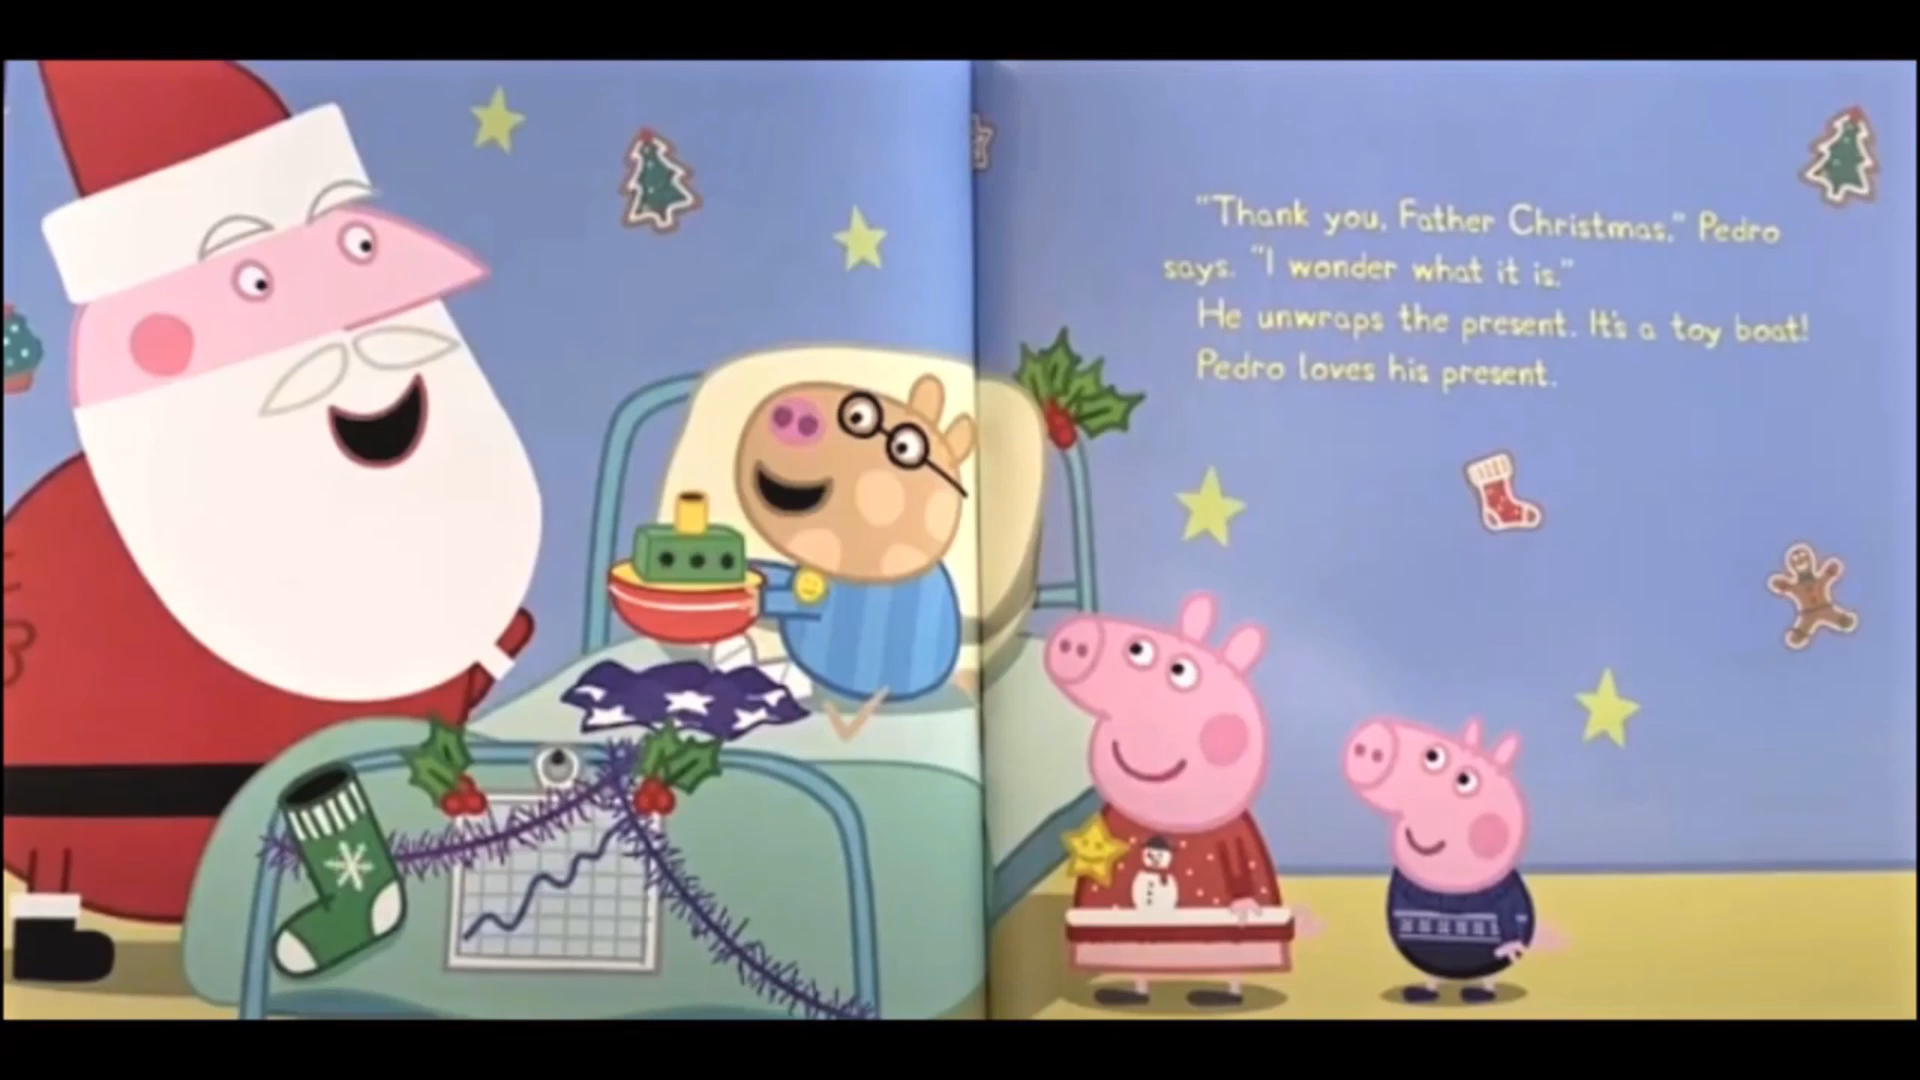 "Thank you, Father Christmas," Pedro
says. "I wonder what it is."
He unwraps the present. It's a toy boat!
Pedro loves his present.